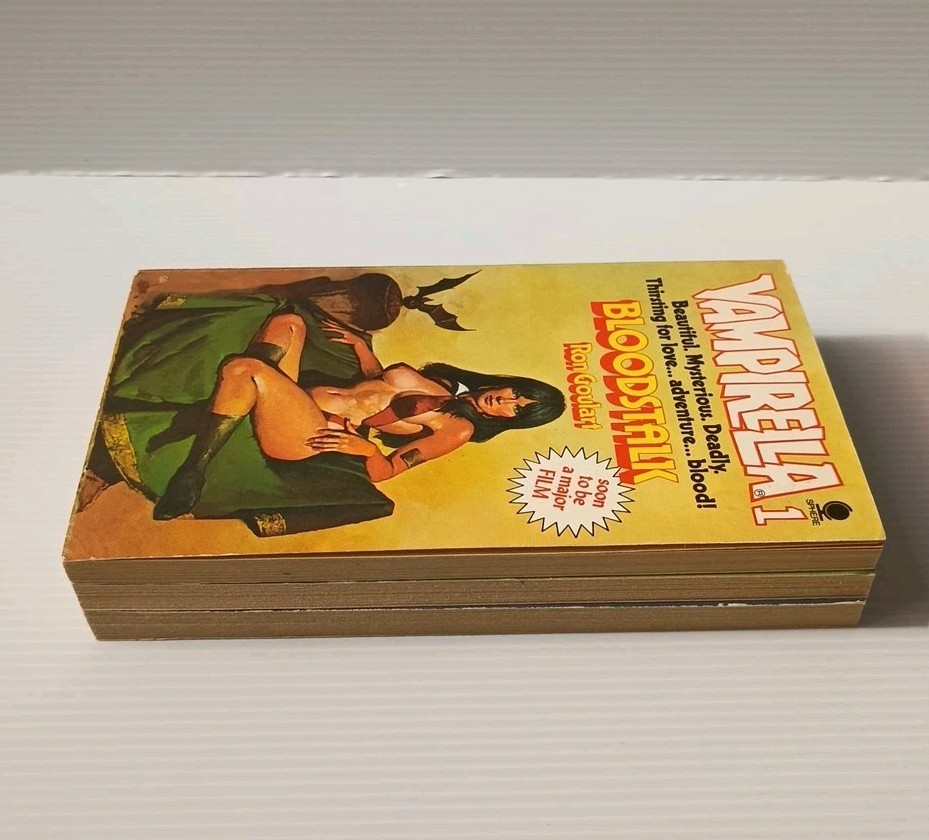 SPHERE
VAMPIRELLA® 1
Beautiful. Mysterious. Deadly.
Thirsting for love... adventure... blood!
BLOODSTALK
Ron Goulart
soon
to be
a major
FILM